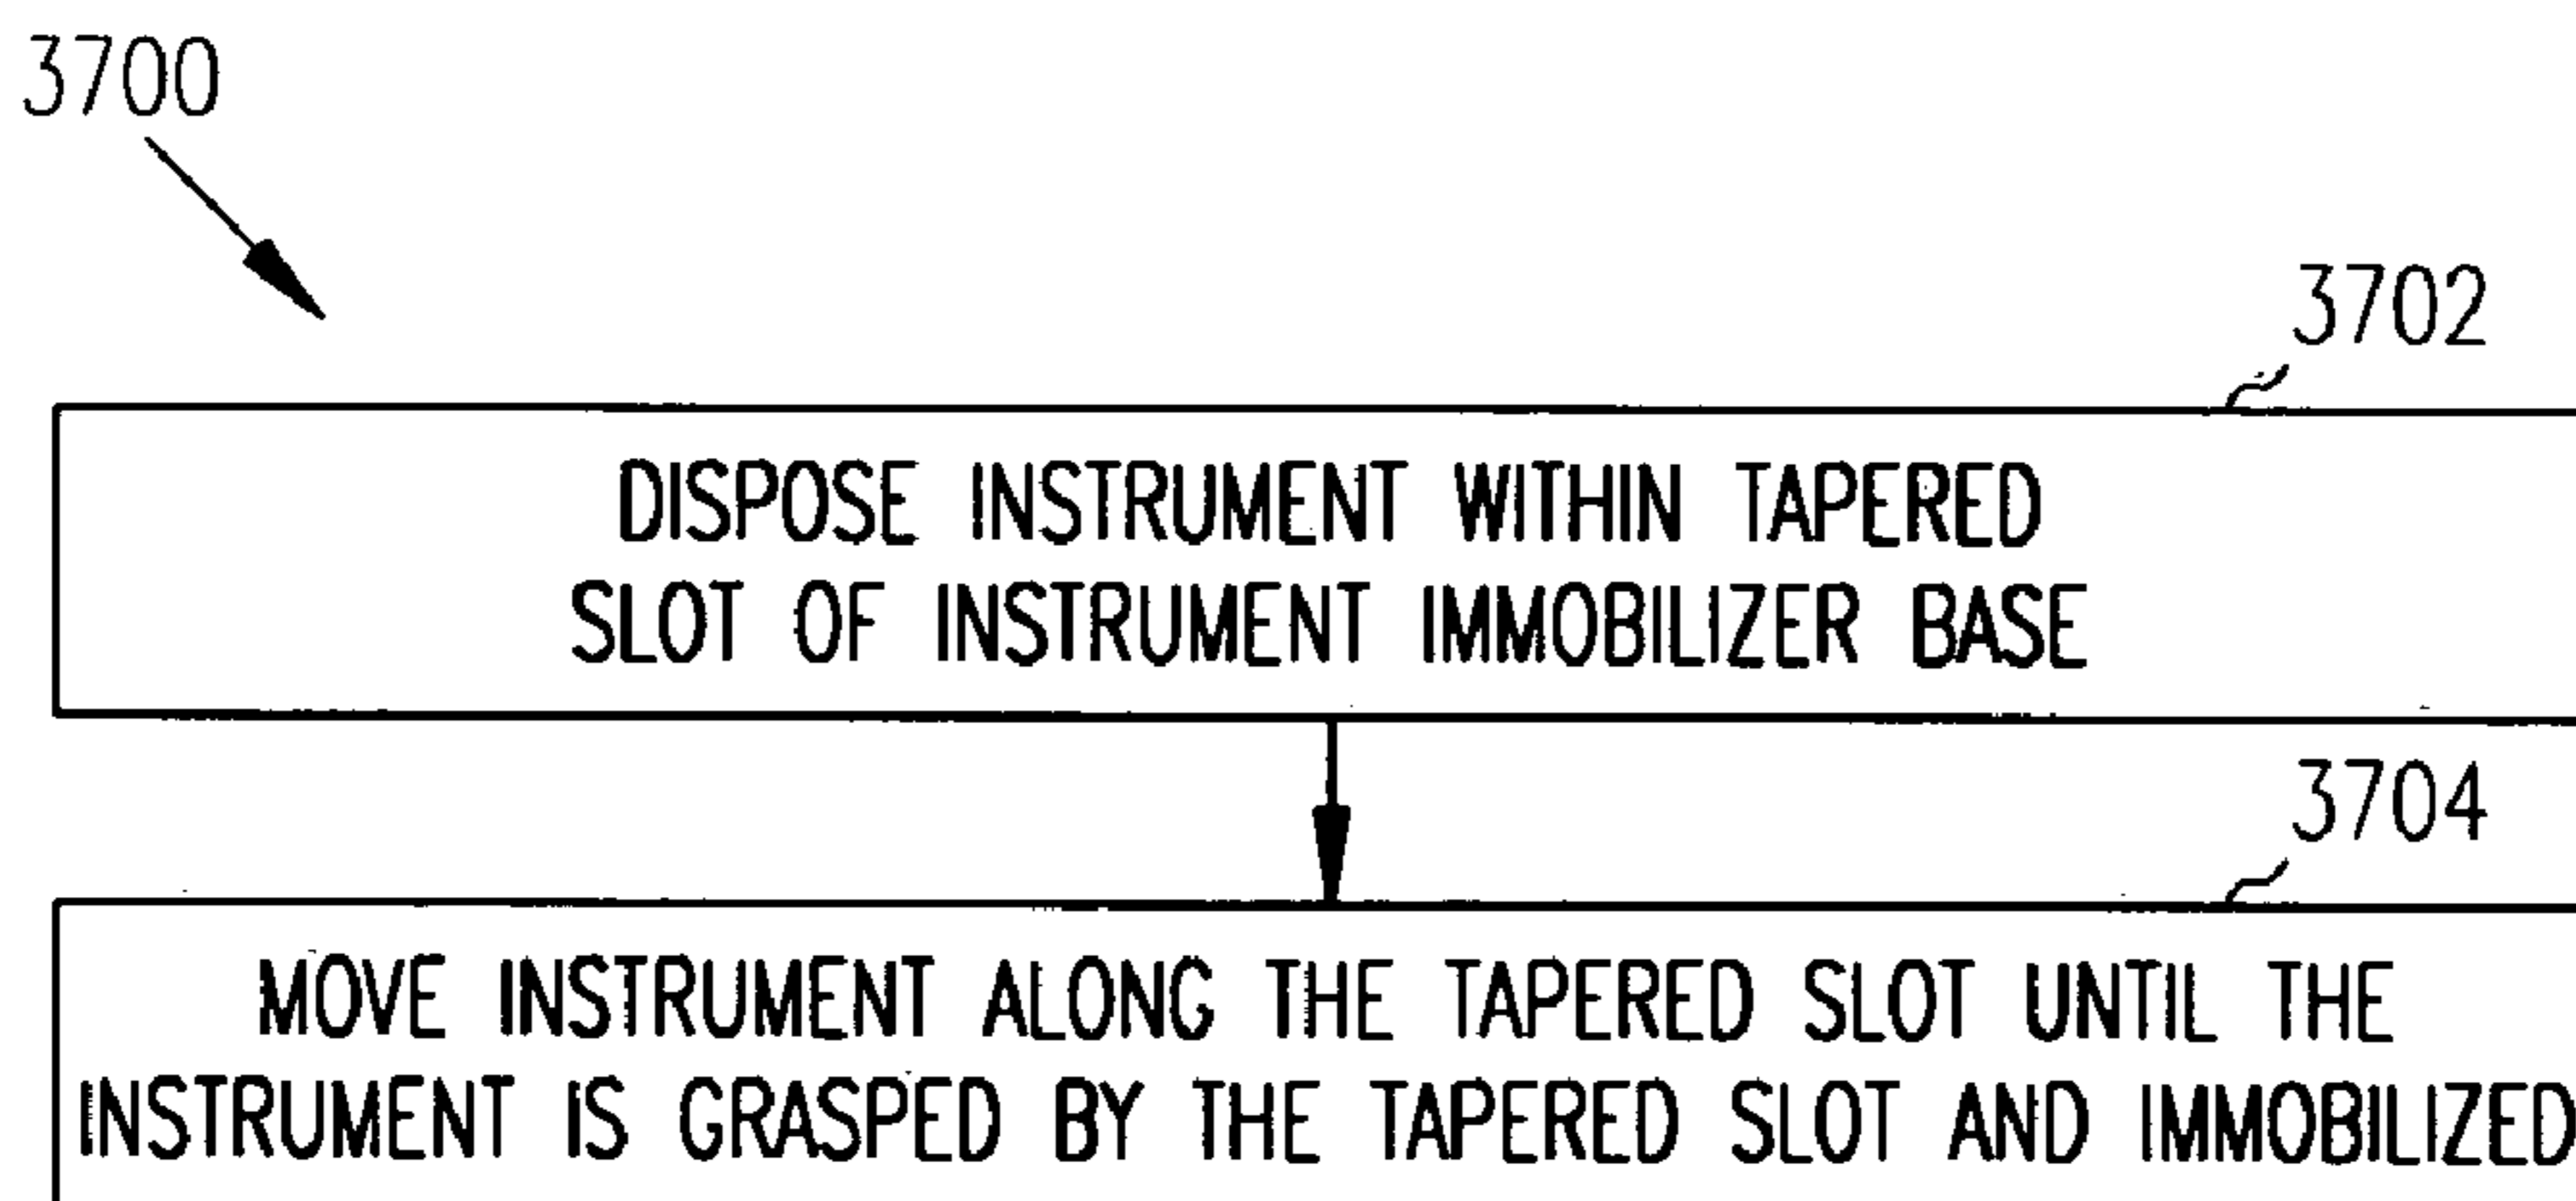 3700
3702
DISPOSE INSTRUMENT WITHIN TAPERED
SLOT OF INSTRUMENT IMMOBILIZER BASE
3704
MOVE INSTRUMENT ALONG THE TAPERED SLOT UNTIL THE
INSTRUMENT IS GRASPED BY THE TAPERED SLOT AND IMMOBILIZED